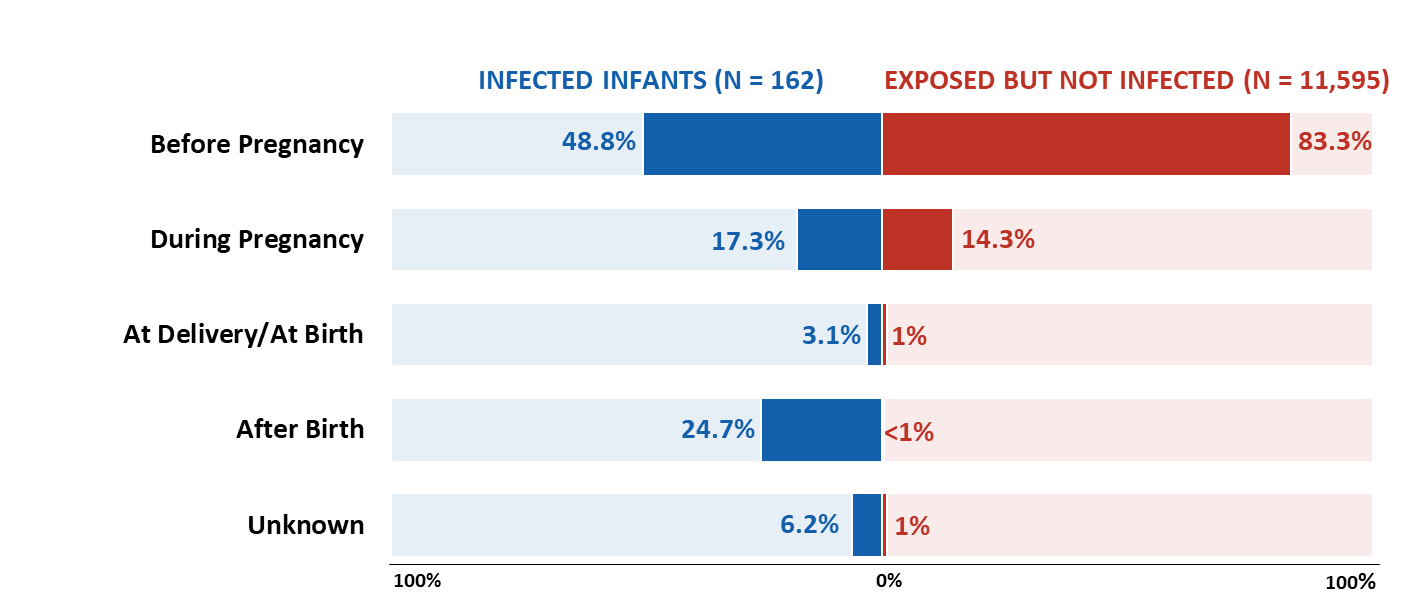 INFECTED INFANTS (N = 162) EXPOSED BUT NOT INFECTED (N = 11,595)
Before Pregnancy 48.8% 83.3%
During Pregnancy 17.3% 14.3%
At Delivery/At Birth 3.1% 1%
After Birth 24.7% <1%
Unknown 6.2% 1%
100% 0% 100%